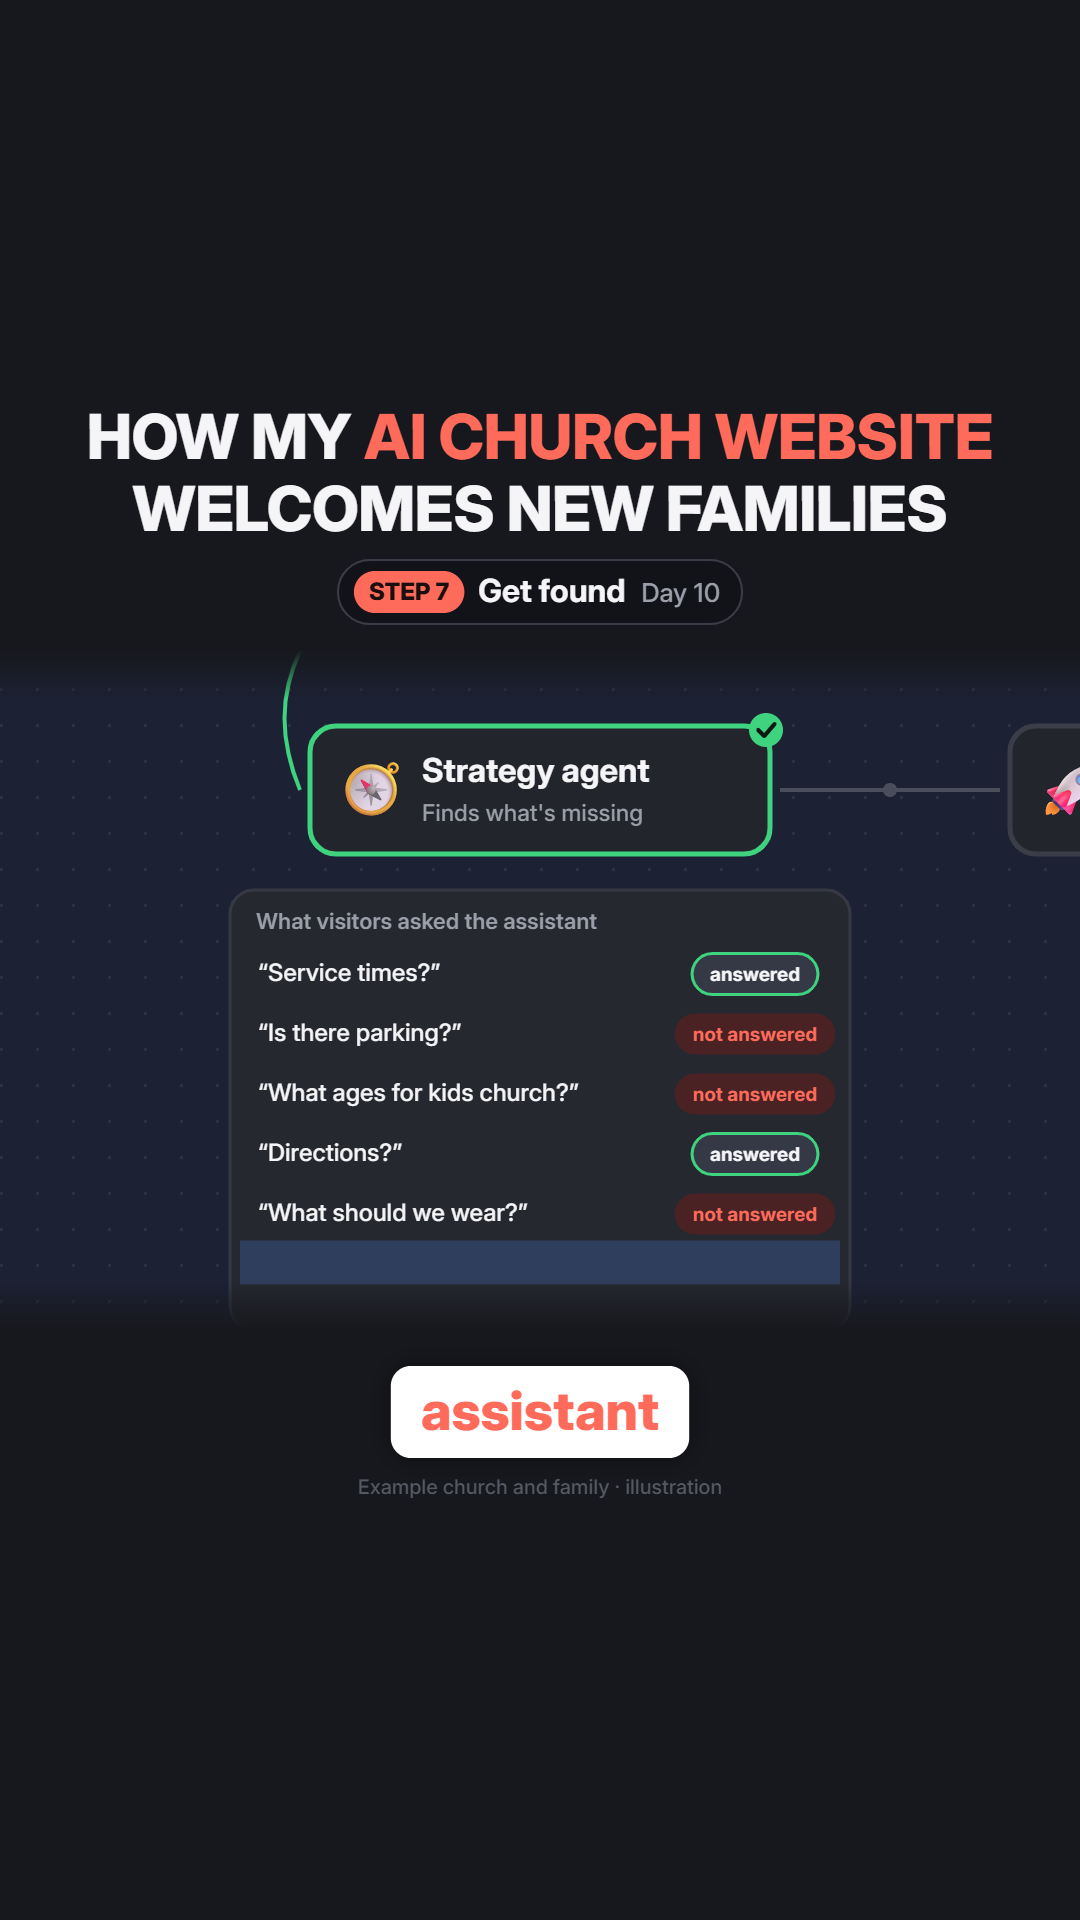 HOW MY AI CHURCH WEBSITE
WELCOMES NEW FAMILIES
STEP 7 Get found Day 10
Strategy agent
Finds what's missing
What visitors asked the assistant
“Service times?” answered
“Is there parking?” not answered
“What ages for kids church?” not answered
“Directions?” answered
“What should we wear?” not answered
assistant
Example church and family · illustration